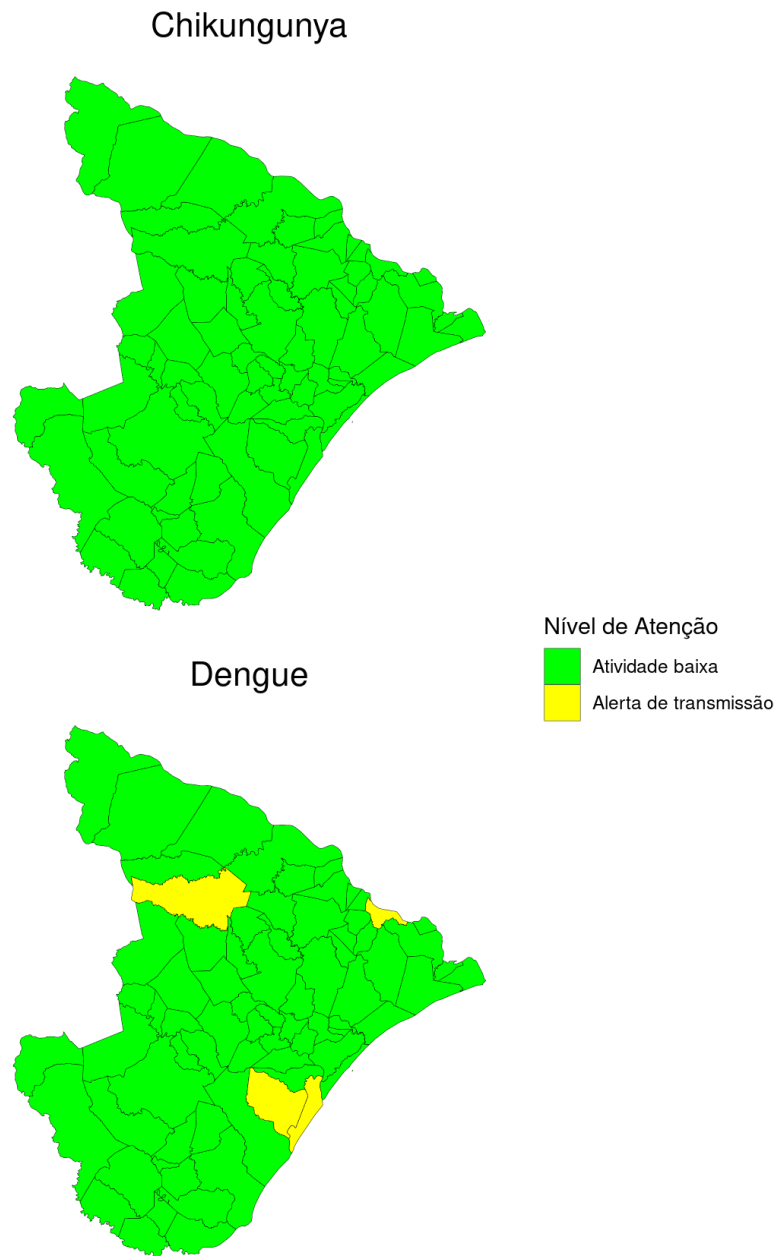 Chikungunya
Nível de Atenção
Atividade baixa
Alerta de transmissão
Dengue